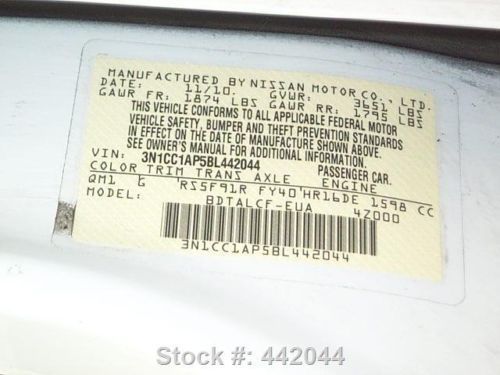 MANUFACTURED BY NISSAN MOTOR CO., LTD.
DATE: 11/10. GVWR: 3651 LBS
GAWR FR: 1874 LBS GAWR RR: 1795 LBS
THIS VEHICLE CONFORMS TO ALL APPLICABLE FEDERAL MOTOR
VEHICLE SAFETY, BUMPER AND THEFT PREVENTION STANDARDS
IN EFFECT ON THE DATE OF MANUFACTURE SHOWN ABOVE.
SEE OWNER'S MANUAL FOR ADDITIONAL INFORMATION.
VIN: 3N1CC1AP5BL442044 PASSENGER CAR.
COLOR TRIM TRANS AXLE ENGINE
QM1 G RS5F91R FY40 HR16DE 1598 CC
MODEL: BDTALCF-EUA 4Z000
3N1CC1AP5BL442044
Stock #: 442044